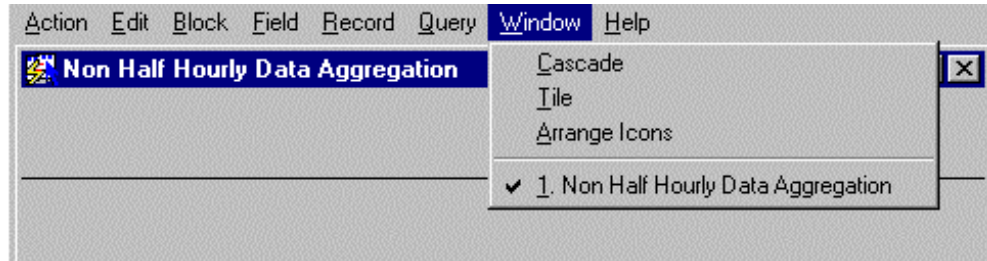 Action Edit Block Field Record Query Window Help
Non Half Hourly Data Aggregation
Cascade
Tile
Arrange Icons
1. Non Half Hourly Data Aggregation